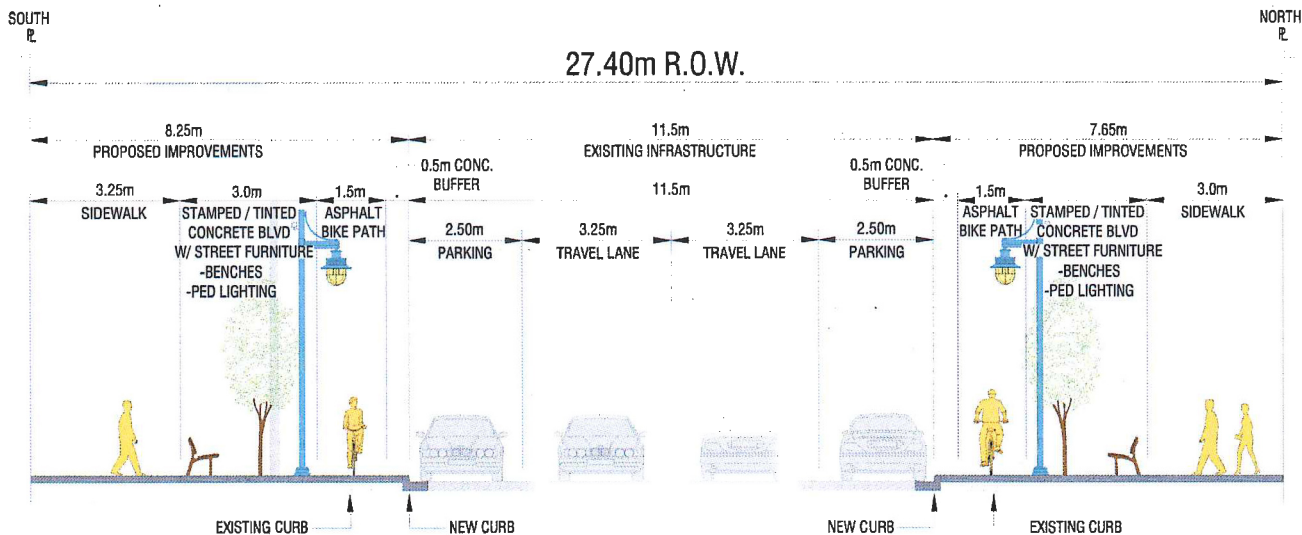 SOUTH
PL
NORTH
PL
27.40m R.O.W.
8.25m
PROPOSED IMPROVEMENTS
11.5m
EXISITING INFRASTRUCTURE
7.65m
PROPOSED IMPROVEMENTS
0.5m CONC.
BUFFER
11.5m
0.5m CONC.
BUFFER
3.25m
SIDEWALK
3.0m
STAMPED / TINTED
CONCRETE BLVD
W/ STREET FURNITURE
-BENCHES
-PED LIGHTING
1.5m
ASPHALT
BIKE PATH
2.50m
PARKING
3.25m
TRAVEL LANE
3.25m
TRAVEL LANE
2.50m
PARKING
1.5m
ASPHALT
BIKE PATH
STAMPED / TINTED
CONCRETE BLVD
W/ STREET FURNITURE
-BENCHES
-PED LIGHTING
3.0m
SIDEWALK
EXISTING CURB
NEW CURB
NEW CURB
EXISTING CURB